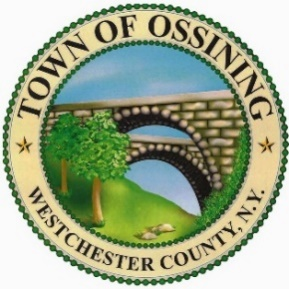 TOWN OF OSSINING
WESTCHESTER COUNTY, N.Y.